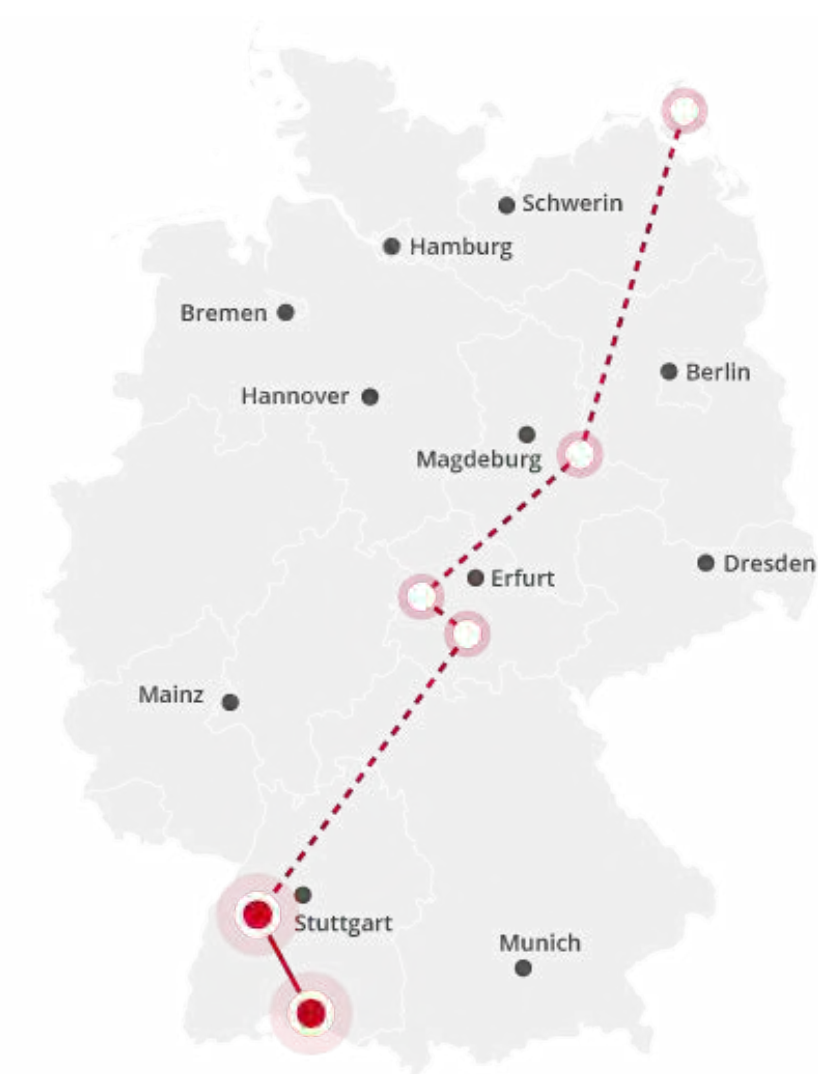 Schwerin
Hamburg
Bremen
Berlin
Hannover
Magdeburg
Dresden
Erfurt
Mainz
Stuttgart
Munich